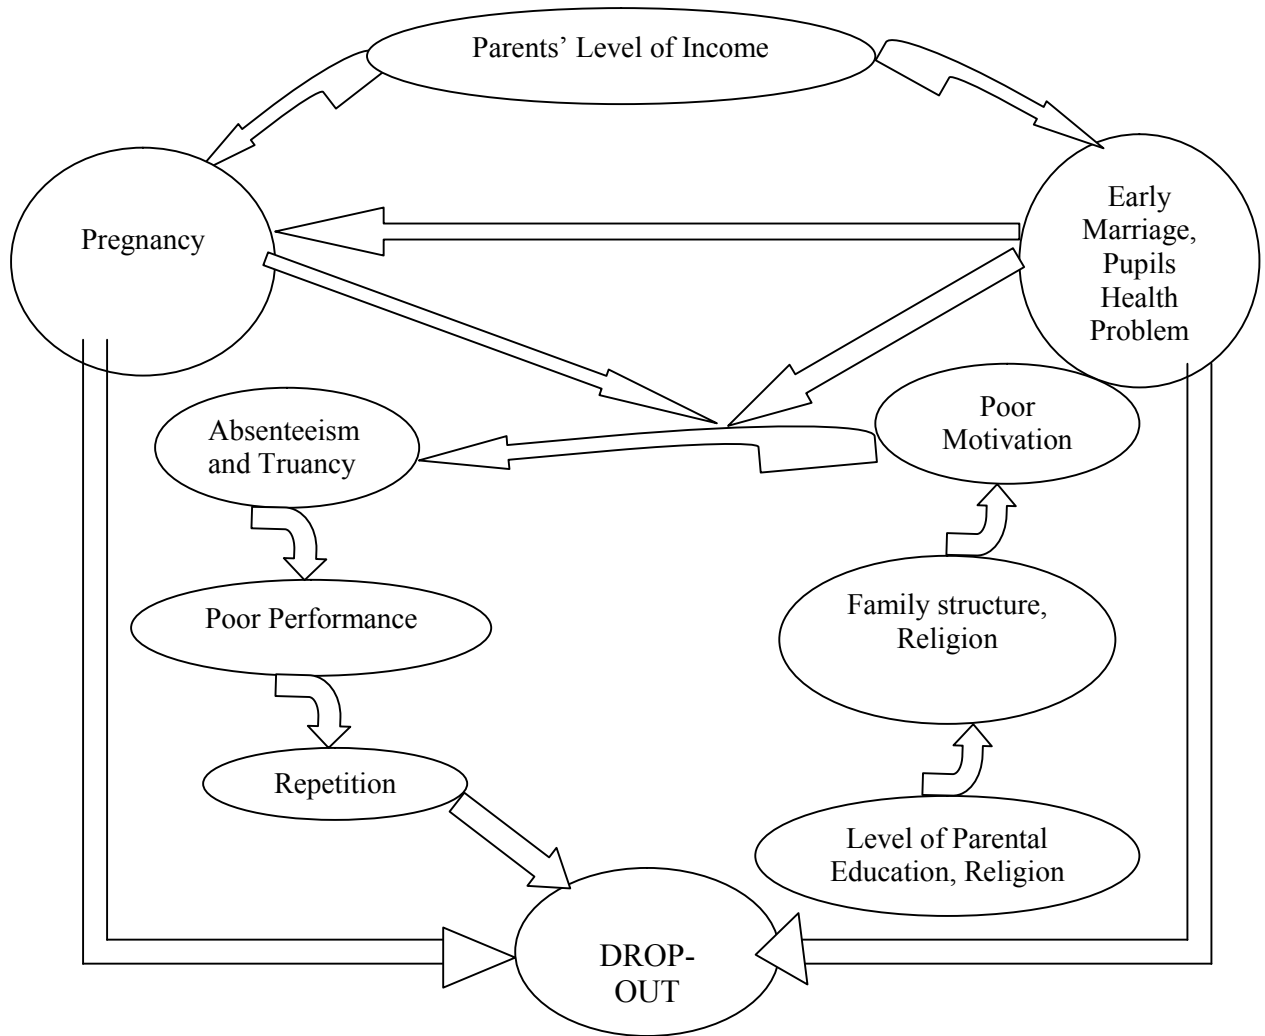 Parents’ Level of Income
Early
Marriage,
Pupils
Health
Problem
Pregnancy
Poor
Motivation
Absenteeism
and Truancy
Family structure,
Religion
Poor Performance
Repetition
Level of Parental
Education, Religion
DROP-
OUT